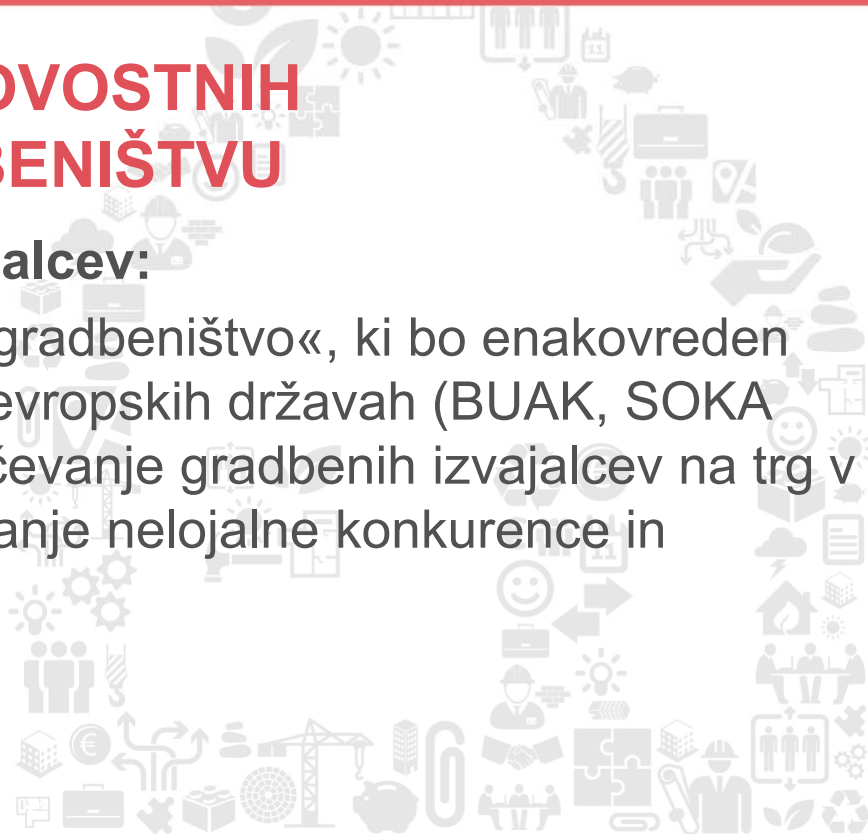 OVOSTNIH
BENIŠTVU
alcev:
gradbeništvo«, ki bo enakovreden
evropskih državah (BUAK, SOKA
čevanje gradbenih izvajalcev na trg v
anje nelojalne konkurence in